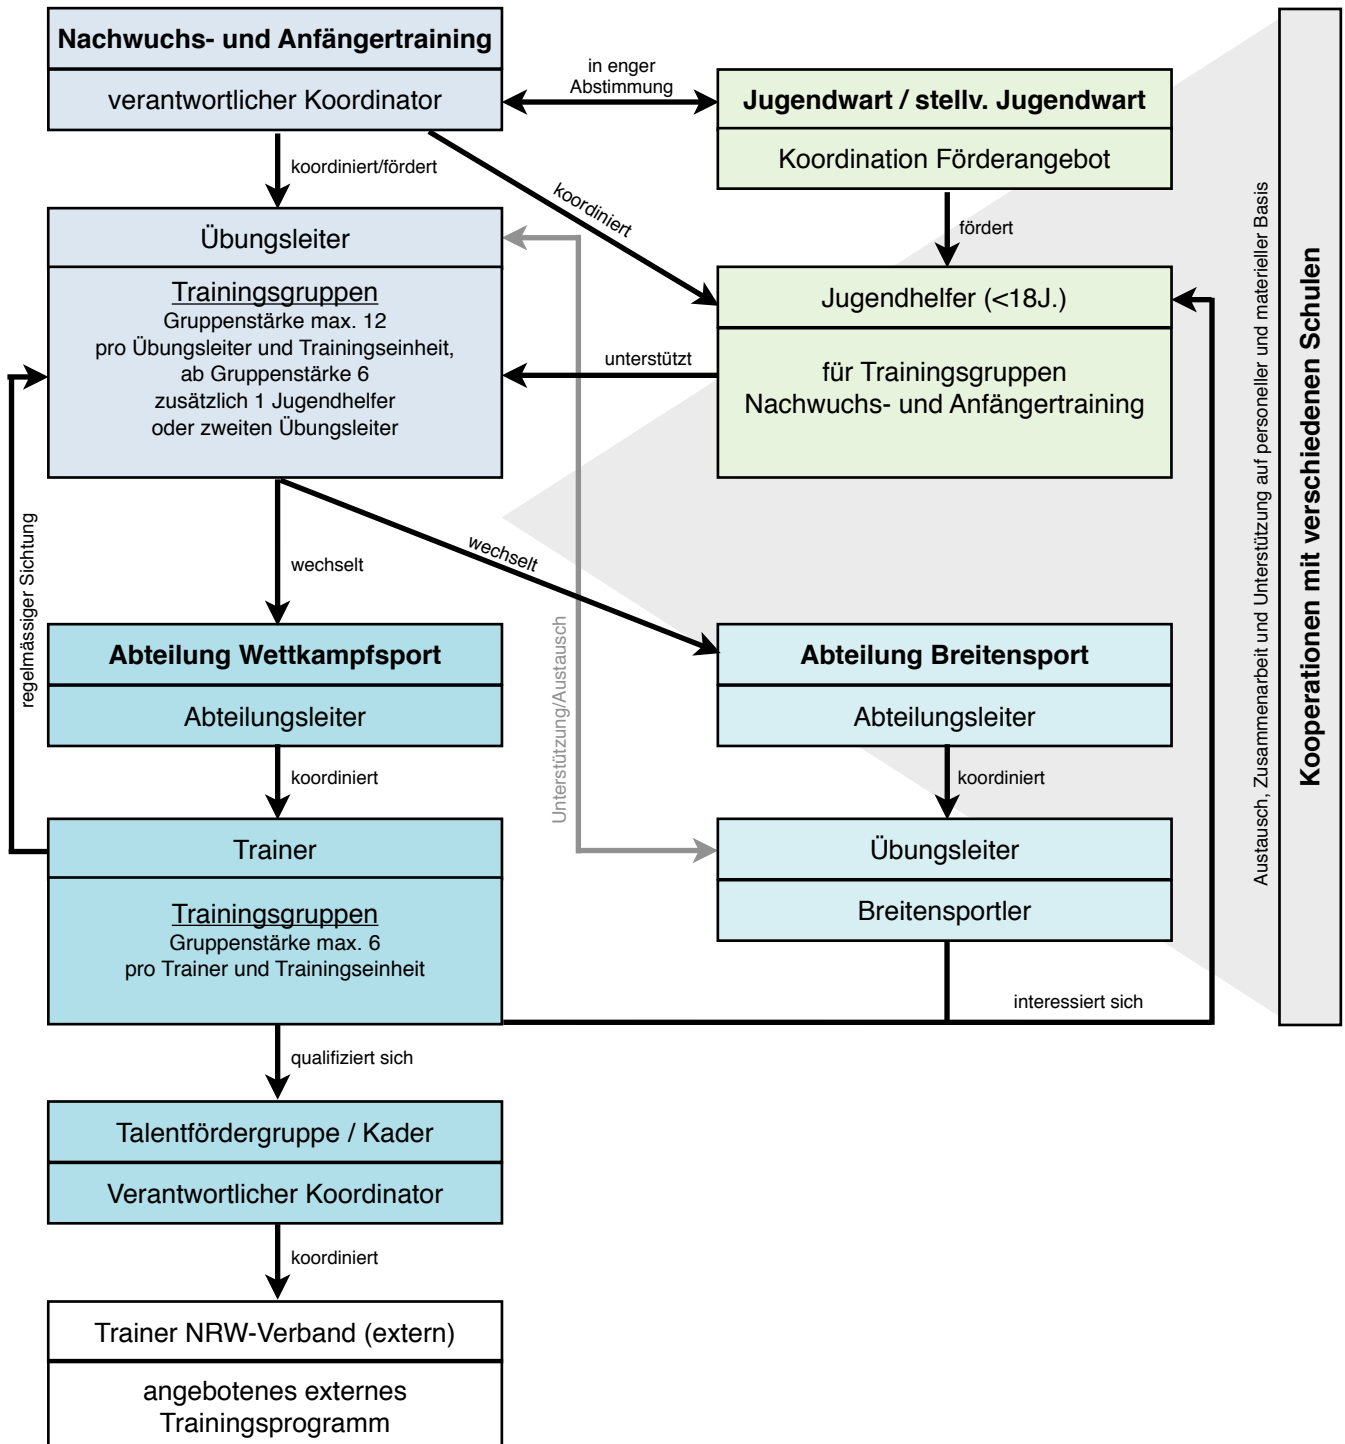 Nachwuchs- und Anfängertraining
verantwortlicher Koordinator
in enger
Abstimmung
Jugendwart / stellv. Jugendwart
Koordination Förderangebot
koordiniert/fördert
koordiniert
fördert
Übungsleiter
Trainingsgruppen
Gruppenstärke max. 12
pro Übungsleiter und Trainingseinheit,
ab Gruppenstärke 6
zusätzlich 1 Jugendhelfer
oder zweiten Übungsleiter
unterstützt
Jugendhelfer (<18J.)
für Trainingsgruppen
Nachwuchs- und Anfängertraining
regelmässiger Sichtung
wechselt
wechselt
Unterstützung/Austausch
Abteilung Wettkampfsport
Abteilungsleiter
koordiniert
Abteilung Breitensport
Abteilungsleiter
koordiniert
Trainer
Trainingsgruppen
Gruppenstärke max. 6
pro Trainer und Trainingseinheit
Übungsleiter
Breitensportler
interessiert sich
qualifiziert sich
Talentfördergruppe / Kader
Verantwortlicher Koordinator
koordiniert
Trainer NRW-Verband (extern)
angebotenes externes
Trainingsprogramm
Austausch, Zusammenarbeit und Unterstützung auf personeller und materieller Basis
Kooperationen mit verschiedenen Schulen